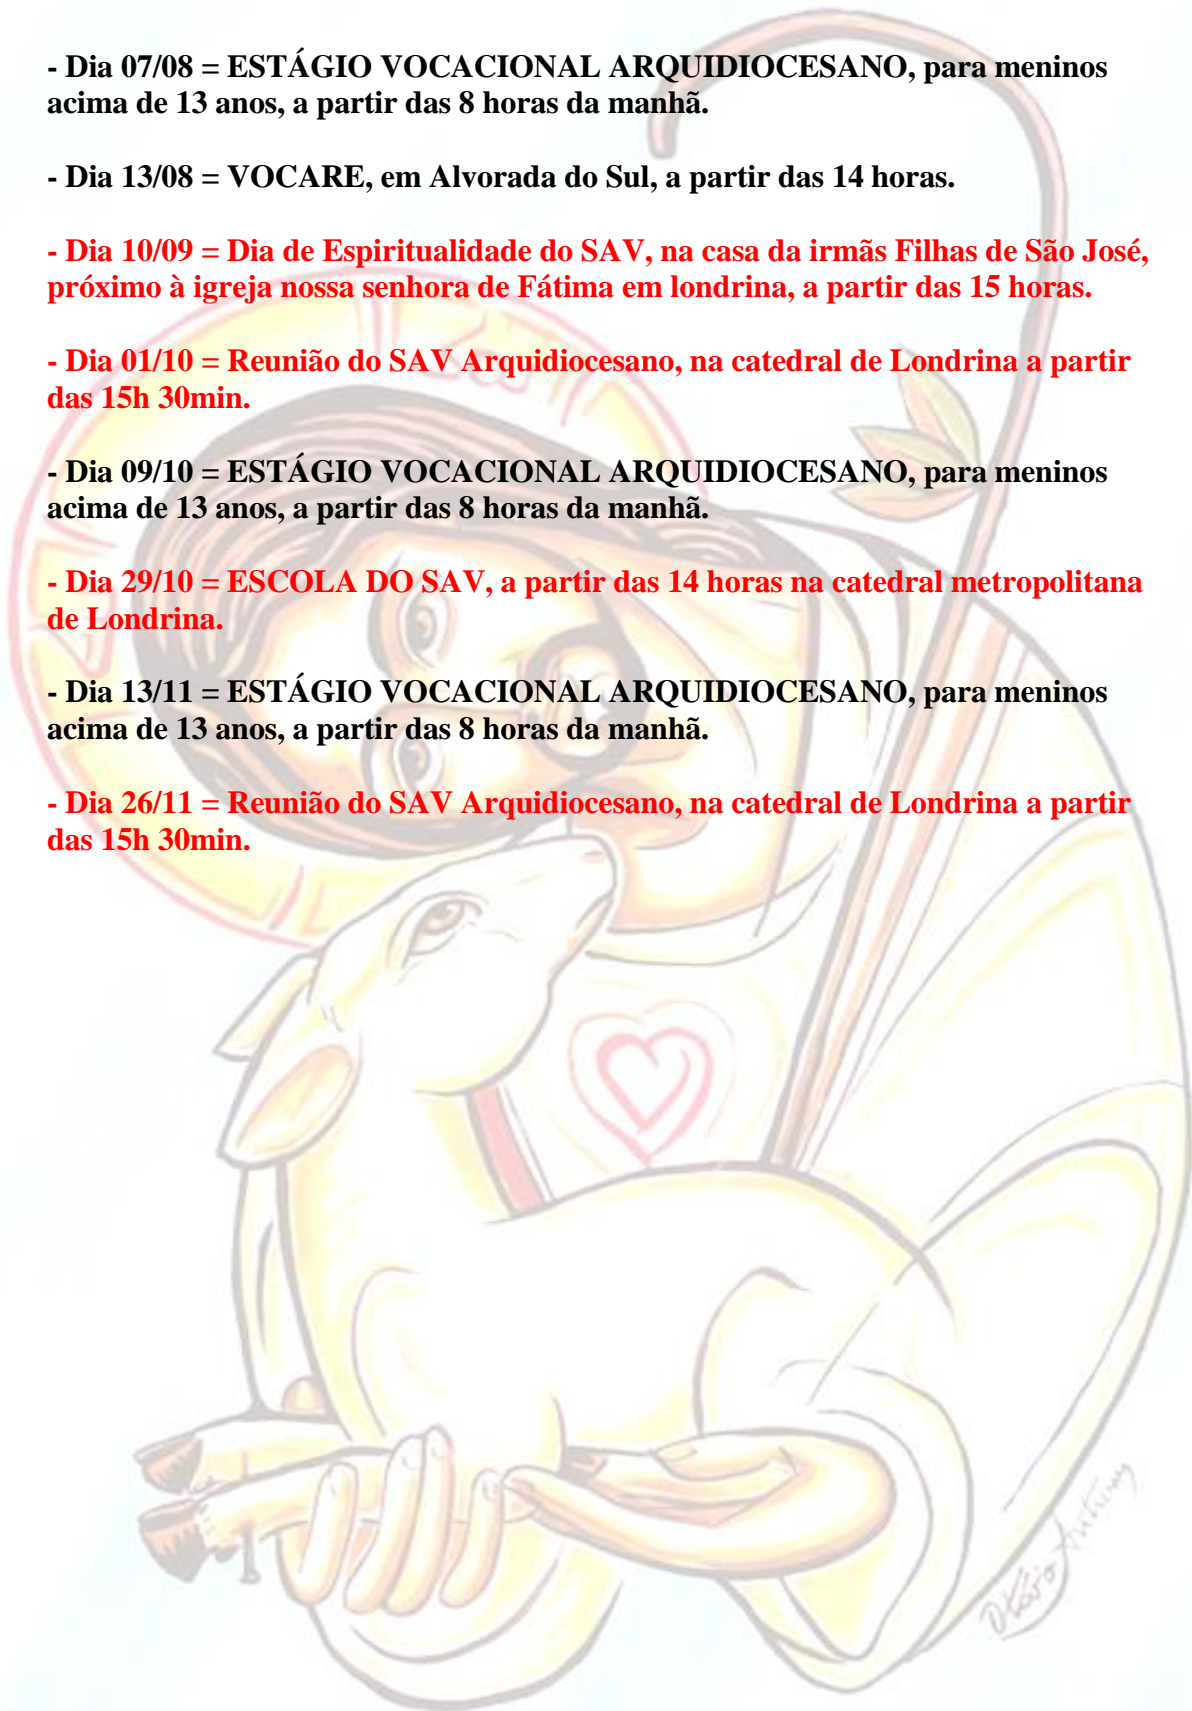 - Dia 07/08 = ESTÁGIO VOCACIONAL ARQUIDIOCESANO, para meninos
acima de 13 anos, a partir das 8 horas da manhã.
- Dia 13/08 = VOCARE, em Alvorada do Sul, a partir das 14 horas.
- Dia 10/09 = Dia de Espiritualidade do SAV, na casa da irmãs Filhas de São José,
próximo à igreja nossa senhora de Fátima em londrina, a partir das 15 horas.
- Dia 01/10 = Reunião do SAV Arquidiocesano, na catedral de Londrina a partir
das 15h 30min.
- Dia 09/10 = ESTÁGIO VOCACIONAL ARQUIDIOCESANO, para meninos
acima de 13 anos, a partir das 8 horas da manhã.
- Dia 29/10 = ESCOLA DO SAV, a partir das 14 horas na catedral metropolitana
de Londrina.
- Dia 13/11 = ESTÁGIO VOCACIONAL ARQUIDIOCESANO, para meninos
acima de 13 anos, a partir das 8 horas da manhã.
- Dia 26/11 = Reunião do SAV Arquidiocesano, na catedral de Londrina a partir
das 15h 30min.